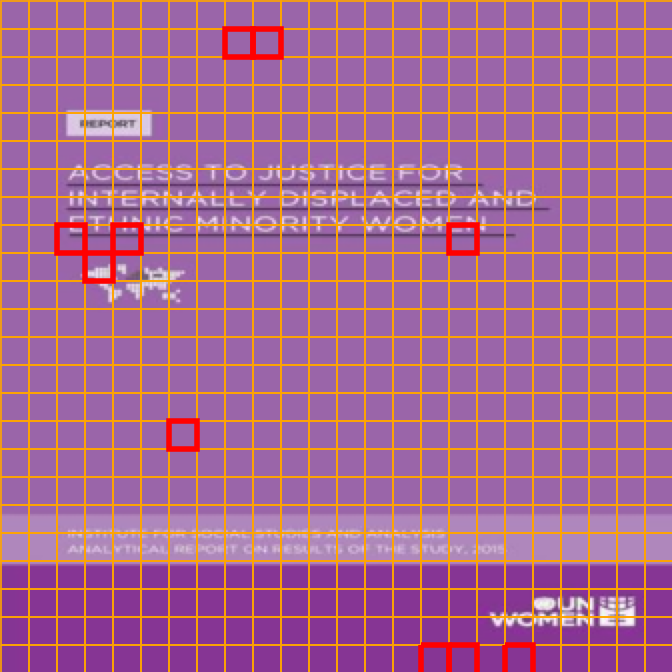 REPORT
ACCESS TO JUSTICE FOR
INTERNALLY DISPLACED AND
ETHNIC MINORITY WOMEN
INSTITUTE FOR SOCIAL STUDIES AND ANALYSIS
ANALYTICAL REPORT ON RESULTS OF THE STUDY, 2015
UN
WOMEN